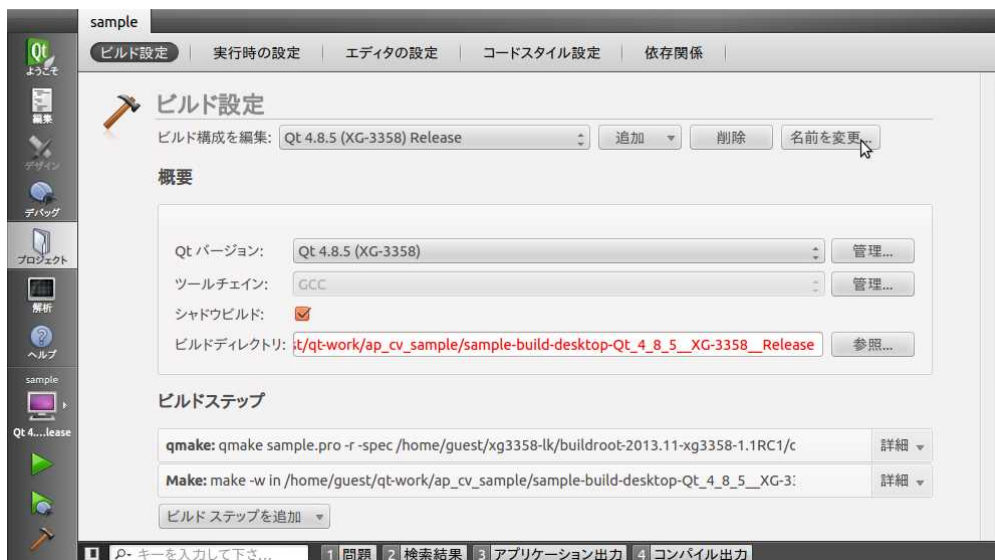 sample
ビルド設定 実行時の設定 エディタの設定 コードスタイル設定 依存関係
Qt
ようこそ
編集
デザイン
デバッグ
プロジェクト
解析
ヘルプ
sample
Qt 4....lease
ビルド設定
ビルド構成を編集: Qt 4.8.5 (XG-3358) Release 追加 削除 名前を変更...
概要
Qt バージョン: Qt 4.8.5 (XG-3358) 管理...
ツールチェイン: GCC 管理...
シャドウビルド:
ビルドディレクトリ: st/qt-work/ap_cv_sample/sample-build-desktop-Qt_4_8_5__XG-3358__Release 参照...
ビルドステップ
qmake: qmake sample.pro -r -spec /home/guest/xg3358-lk/buildroot-2013.11-xg3358-1.1RC1/c 詳細
Make: make -w in /home/guest/qt-work/ap_cv_sample/sample-build-desktop-Qt_4_8_5__XG-33 詳細
ビルド ステップを追加
キーを入力して下さ... 1 問題 2 検索結果 3 アプリケーション出力 4 コンパイル出力